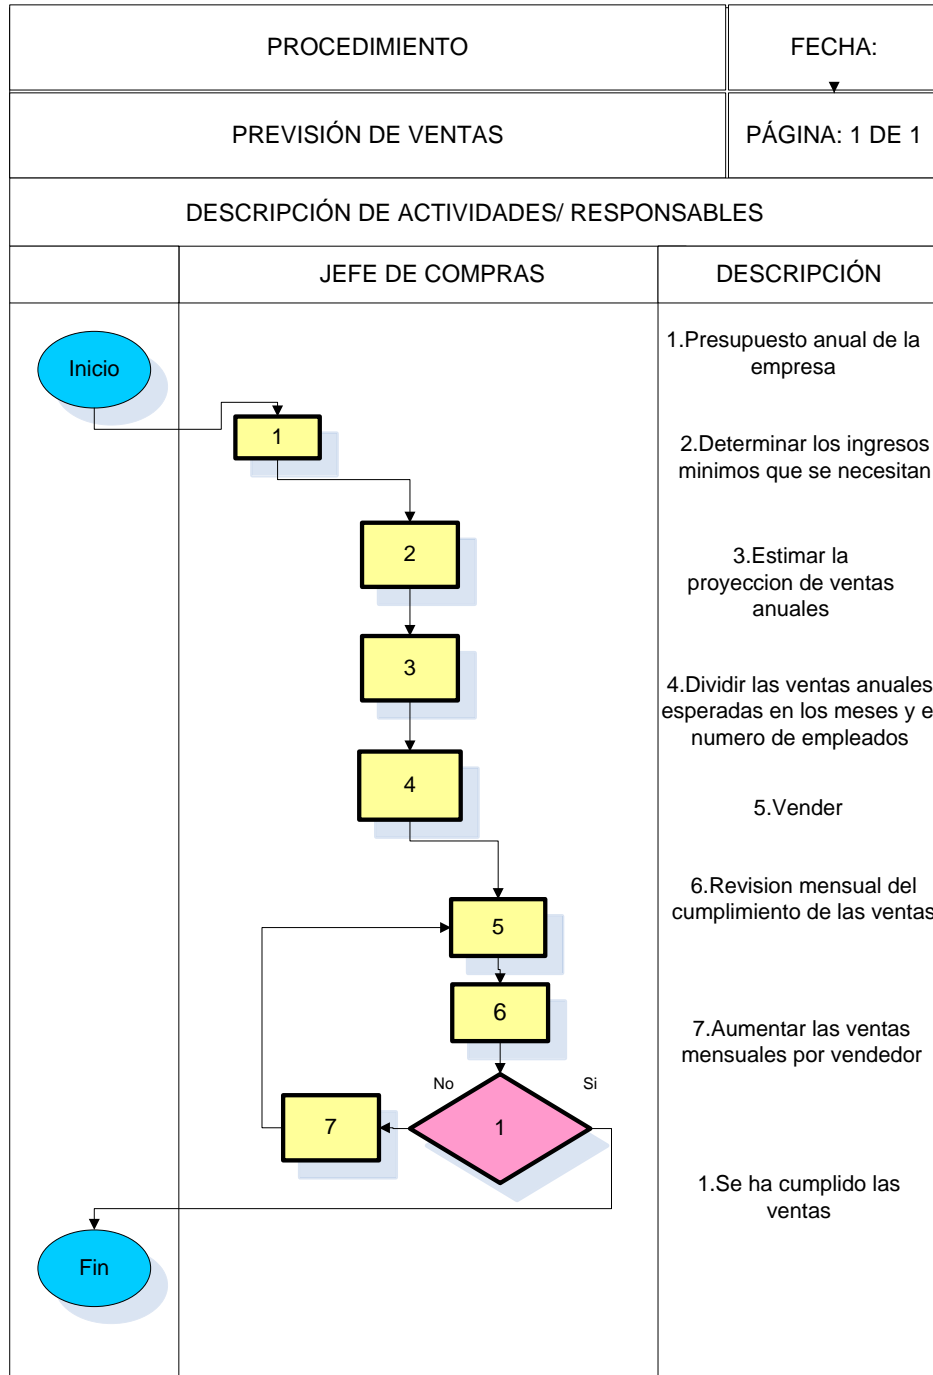 PROCEDIMIENTO
FECHA:
PREVISIÓN DE VENTAS
PÁGINA: 1 DE 1
DESCRIPCIÓN DE ACTIVIDADES/ RESPONSABLES
JEFE DE COMPRAS
DESCRIPCIÓN
Inicio
1
2
3
4
5
6
No
Si
7
1
Fin
1.Presupuesto anual de la
empresa
2.Determinar los ingresos
minimos que se necesitan
3.Estimar la
proyeccion de ventas
anuales
4.Dividir las ventas anuales
esperadas en los meses y e
numero de empleados
5.Vender
6.Revision mensual del
cumplimiento de las ventas
7.Aumentar las ventas
mensuales por vendedor
1.Se ha cumplido las
ventas